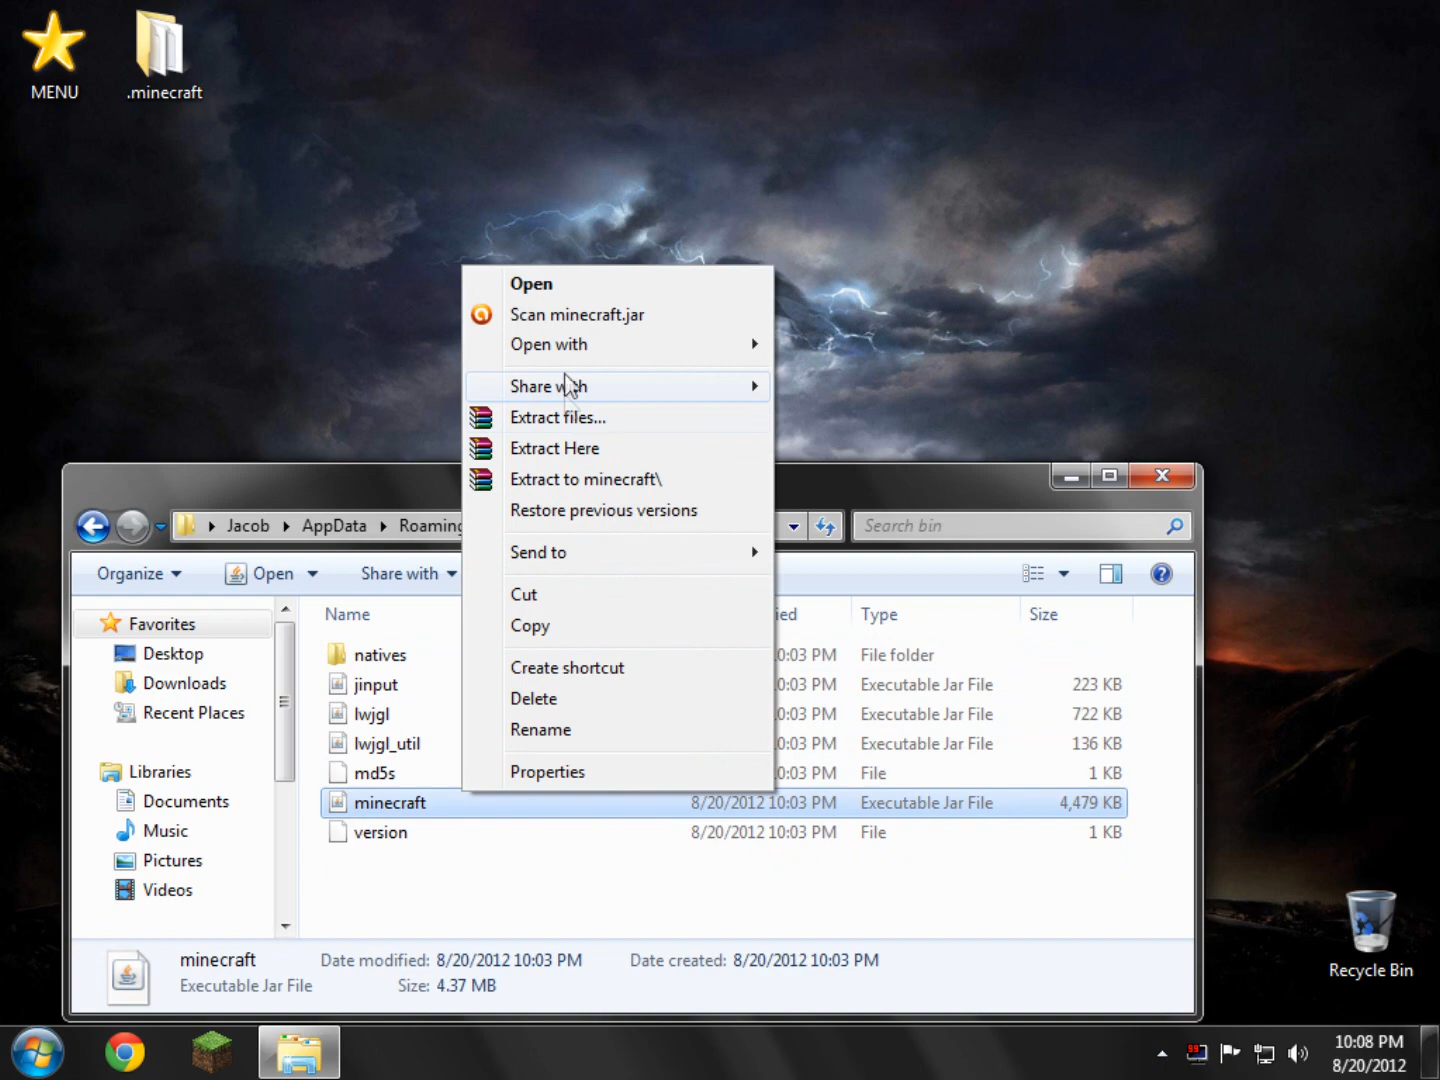 MENU
.minecraft
Open
Scan minecraft.jar
Open with
Share with
Extract files...
Extract Here
Extract to minecraft\
Restore previous versions
Send to
Cut
Copy
Create shortcut
Delete
Rename
Properties
Jacob AppData Roaming
Search bin
Organize Open Share with
Favorites
Desktop
Downloads
Recent Places
Libraries
Documents
Music
Pictures
Videos
Name ied Type Size
natives 0:03 PM File folder
jinput 0:03 PM Executable Jar File 223 KB
lwjgl 0:03 PM Executable Jar File 722 KB
lwjgl_util 0:03 PM Executable Jar File 136 KB
md5s 0:03 PM File 1 KB
minecraft 8/20/2012 10:03 PM Executable Jar File 4,479 KB
version 8/20/2012 10:03 PM File 1 KB
minecraft Date modified: 8/20/2012 10:03 PM Date created: 8/20/2012 10:03 PM
Executable Jar File Size: 4.37 MB
Recycle Bin
99
10:08 PM
8/20/2012